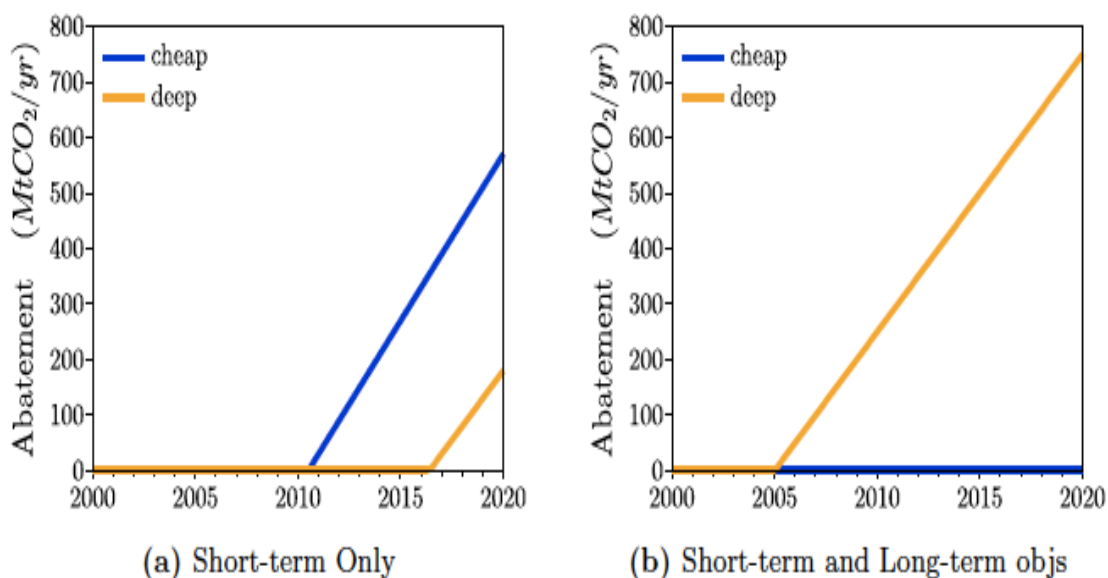 800
700
600
500
400
300
200
100
0
Abatement (MtCO₂/yr)
cheap
deep
2000 2005 2010 2015 2020
(a) Short-term Only
800
700
600
500
400
300
200
100
0
Abatement (MtCO₂/yr)
cheap
deep
2000 2005 2010 2015 2020
(b) Short-term and Long-term objs